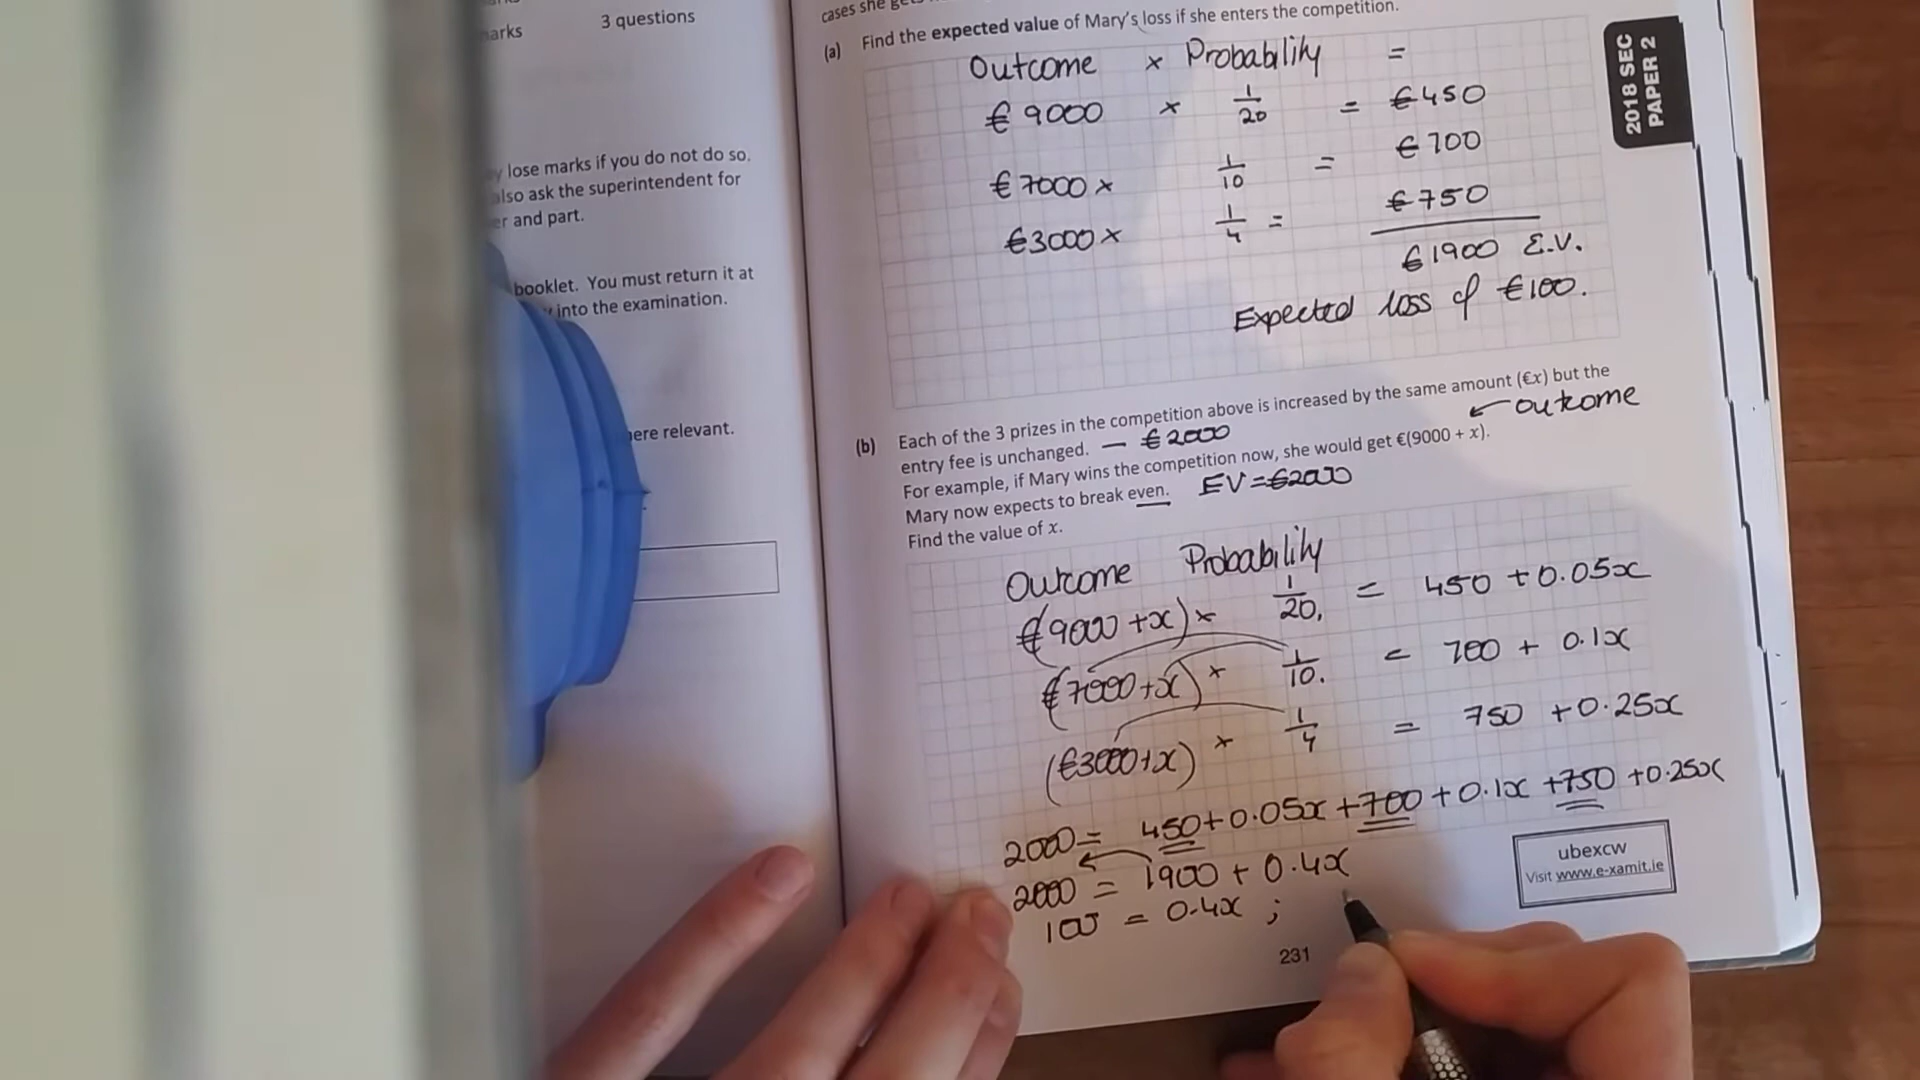 arks
3 questions
y lose marks if you do not do so.
also ask the superintendent for
er and part.
booklet. You must return it at
into the examination.
ere relevant.
cases she
(a) Find the expected value of Mary's loss if she enters the competition.
Outcome × Probability =
€ 9000 × 1/20 = €450
€ 7000 × 1/10 = €700
€3000 × 1/4 = €750
€1900 E.V.
Expected loss of €100.
(b) Each of the 3 prizes in the competition above is increased by the same amount (€x) but the
entry fee is unchanged. — €2000
← outcome
For example, if Mary wins the competition now, she would get €(9000 + x).
Mary now expects to break even. EV = €2000
Find the value of x.
Outcome Probability
€(9000 + x) × 1/20. = 450 + 0.05x
(€7000 + x) × 1/10. = 700 + 0.1x
(€3000 + x) × 1/4 = 750 + 0.25x
2000 = 450 + 0.05x + 700 + 0.1x + 750 + 0.25x
2000 = 1900 + 0.4x
100 = 0.4x ;
ubexcw
Visit www.e-xamit.ie
231
2018 SEC
PAPER 2